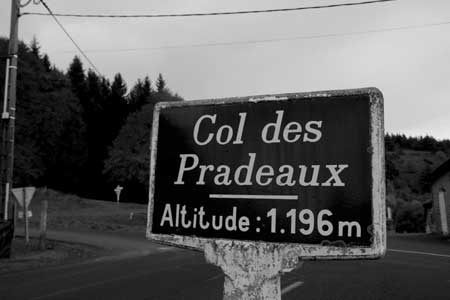 Col des
Pradeaux
Altitude : 1.196 m